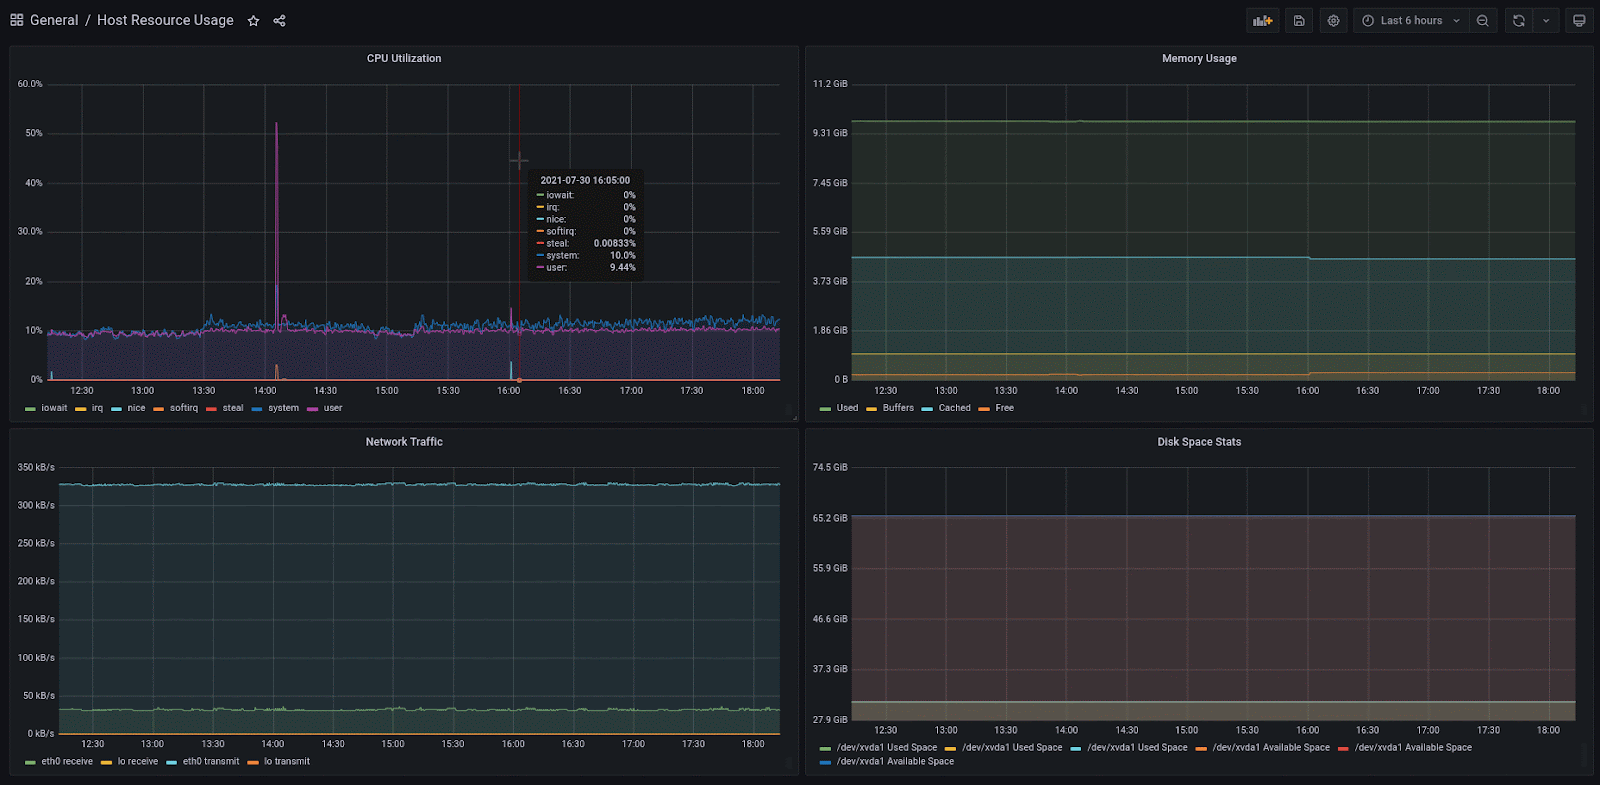 General / Host Resource Usage
Last 6 hours
CPU Utilization
60.0%
50%
40%
30.0%
20%
10%
0%
12:30 13:00 13:30 14:00 14:30 15:00 15:30 16:00 16:30 17:00 17:30 18:00
2021-07-30 16:05:00
iowait: 0%
irq: 0%
nice: 0%
softirq: 0%
steal: 0.00833%
system: 10.0%
user: 9.44%
iowait irq nice softirq steal system user
Memory Usage
11.2 GiB
9.31 GiB
7.45 GiB
5.59 GiB
3.73 GiB
1.86 GiB
0 B
12:30 13:00 13:30 14:00 14:30 15:00 15:30 16:00 16:30 17:00 17:30 18:00
Used Buffers Cached Free
Network Traffic
350 kB/s
300 kB/s
250 kB/s
200 kB/s
150 kB/s
100 kB/s
50 kB/s
0 kB/s
12:30 13:00 13:30 14:00 14:30 15:00 15:30 16:00 16:30 17:00 17:30 18:00
eth0 receive lo receive eth0 transmit lo transmit
Disk Space Stats
74.5 GiB
65.2 GiB
55.9 GiB
46.6 GiB
37.3 GiB
27.9 GiB
12:30 13:00 13:30 14:00 14:30 15:00 15:30 16:00 16:30 17:00 17:30 18:00
/dev/xvda1 Used Space /dev/xvda1 Used Space /dev/xvda1 Used Space /dev/xvda1 Available Space /dev/xvda1 Available Space
/dev/xvda1 Available Space